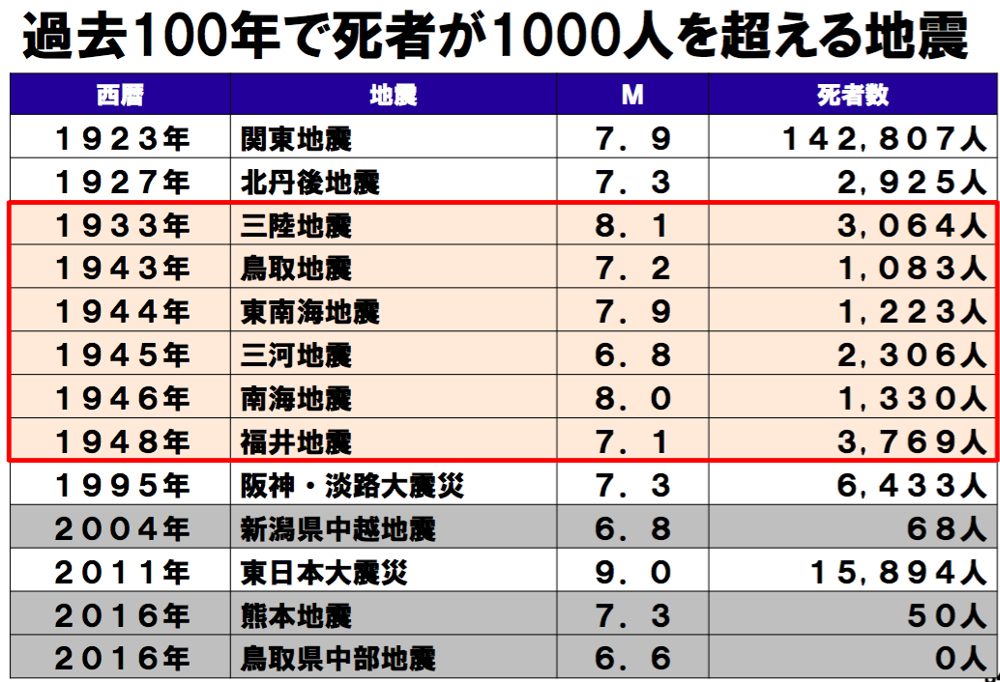 過去100年で死者が1000人を超える地震
西暦 地震 M 死者数
１９２３年 関東地震 ７．９ １４２,８０７人
１９２７年 北丹後地震 ７．３ ２,９２５人
１９３３年 三陸地震 ８．１ ３,０６４人
１９４３年 鳥取地震 ７．２ １,０８３人
１９４４年 東南海地震 ７．９ １,２２３人
１９４５年 三河地震 ６．８ ２,３０６人
１９４６年 南海地震 ８．０ １,３３０人
１９４８年 福井地震 ７．１ ３,７６９人
１９９５年 阪神・淡路大震災 ７．３ ６,４３３人
２００４年 新潟県中越地震 ６．８ ６８人
２０１１年 東日本大震災 ９．０ １５,８９４人
２０１６年 熊本地震 ７．３ ５０人
２０１６年 鳥取県中部地震 ６．６ ０人